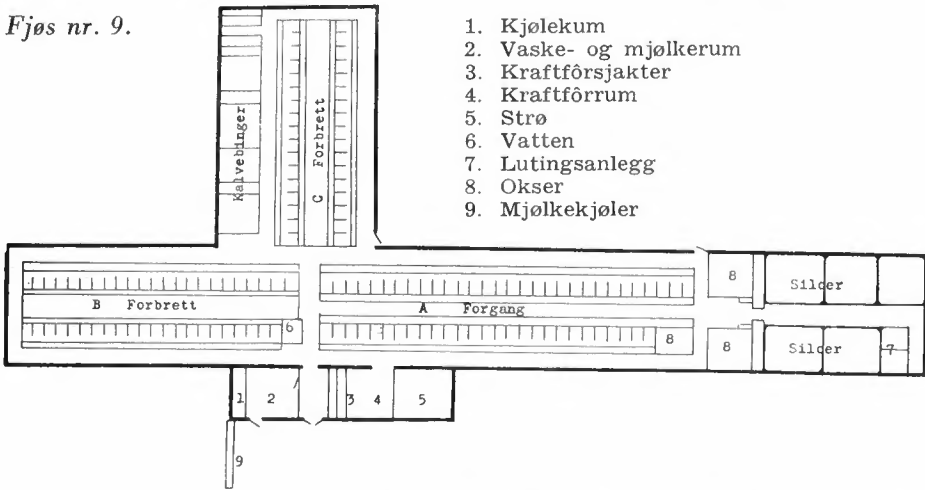 Fjøs nr. 9.
1. Kjølekum
2. Vaske- og mjølkerum
3. Kraftfôrsjakter
4. Kraftfôrrum
5. Strø
6. Vatten
7. Lutingsanlegg
8. Okser
9. Mjølkekjøler
Kalvebinger
C Forbrett
B Forbrett
A Forgang
6
8
8
Siloer
8
Siloer
7
1
2
3
4
5
9